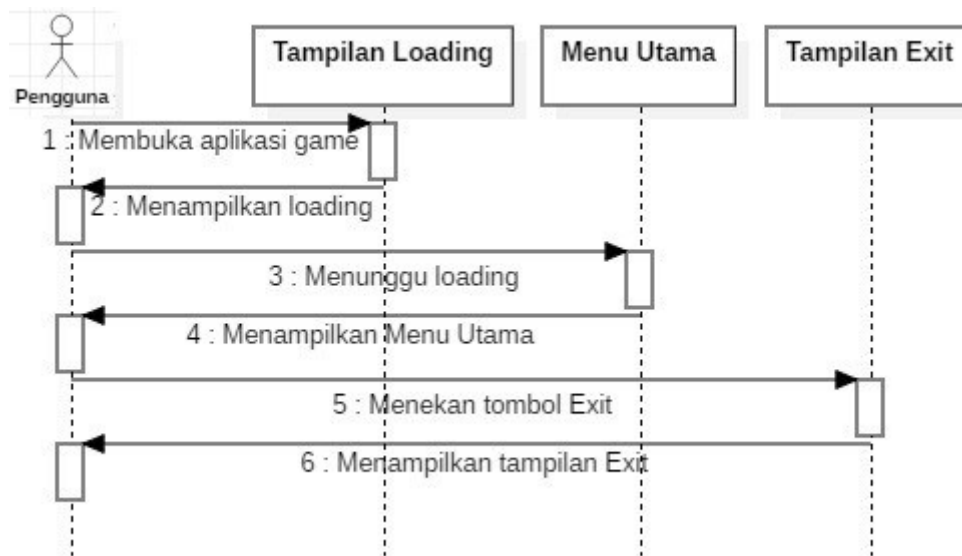 Pengguna
Tampilan Loading
Menu Utama
Tampilan Exit
1 : Membuka aplikasi game
2 : Menampilkan loading
3 : Menunggu loading
4 : Menampilkan Menu Utama
5 : Menekan tombol Exit
6 : Menampilkan tampilan Exit